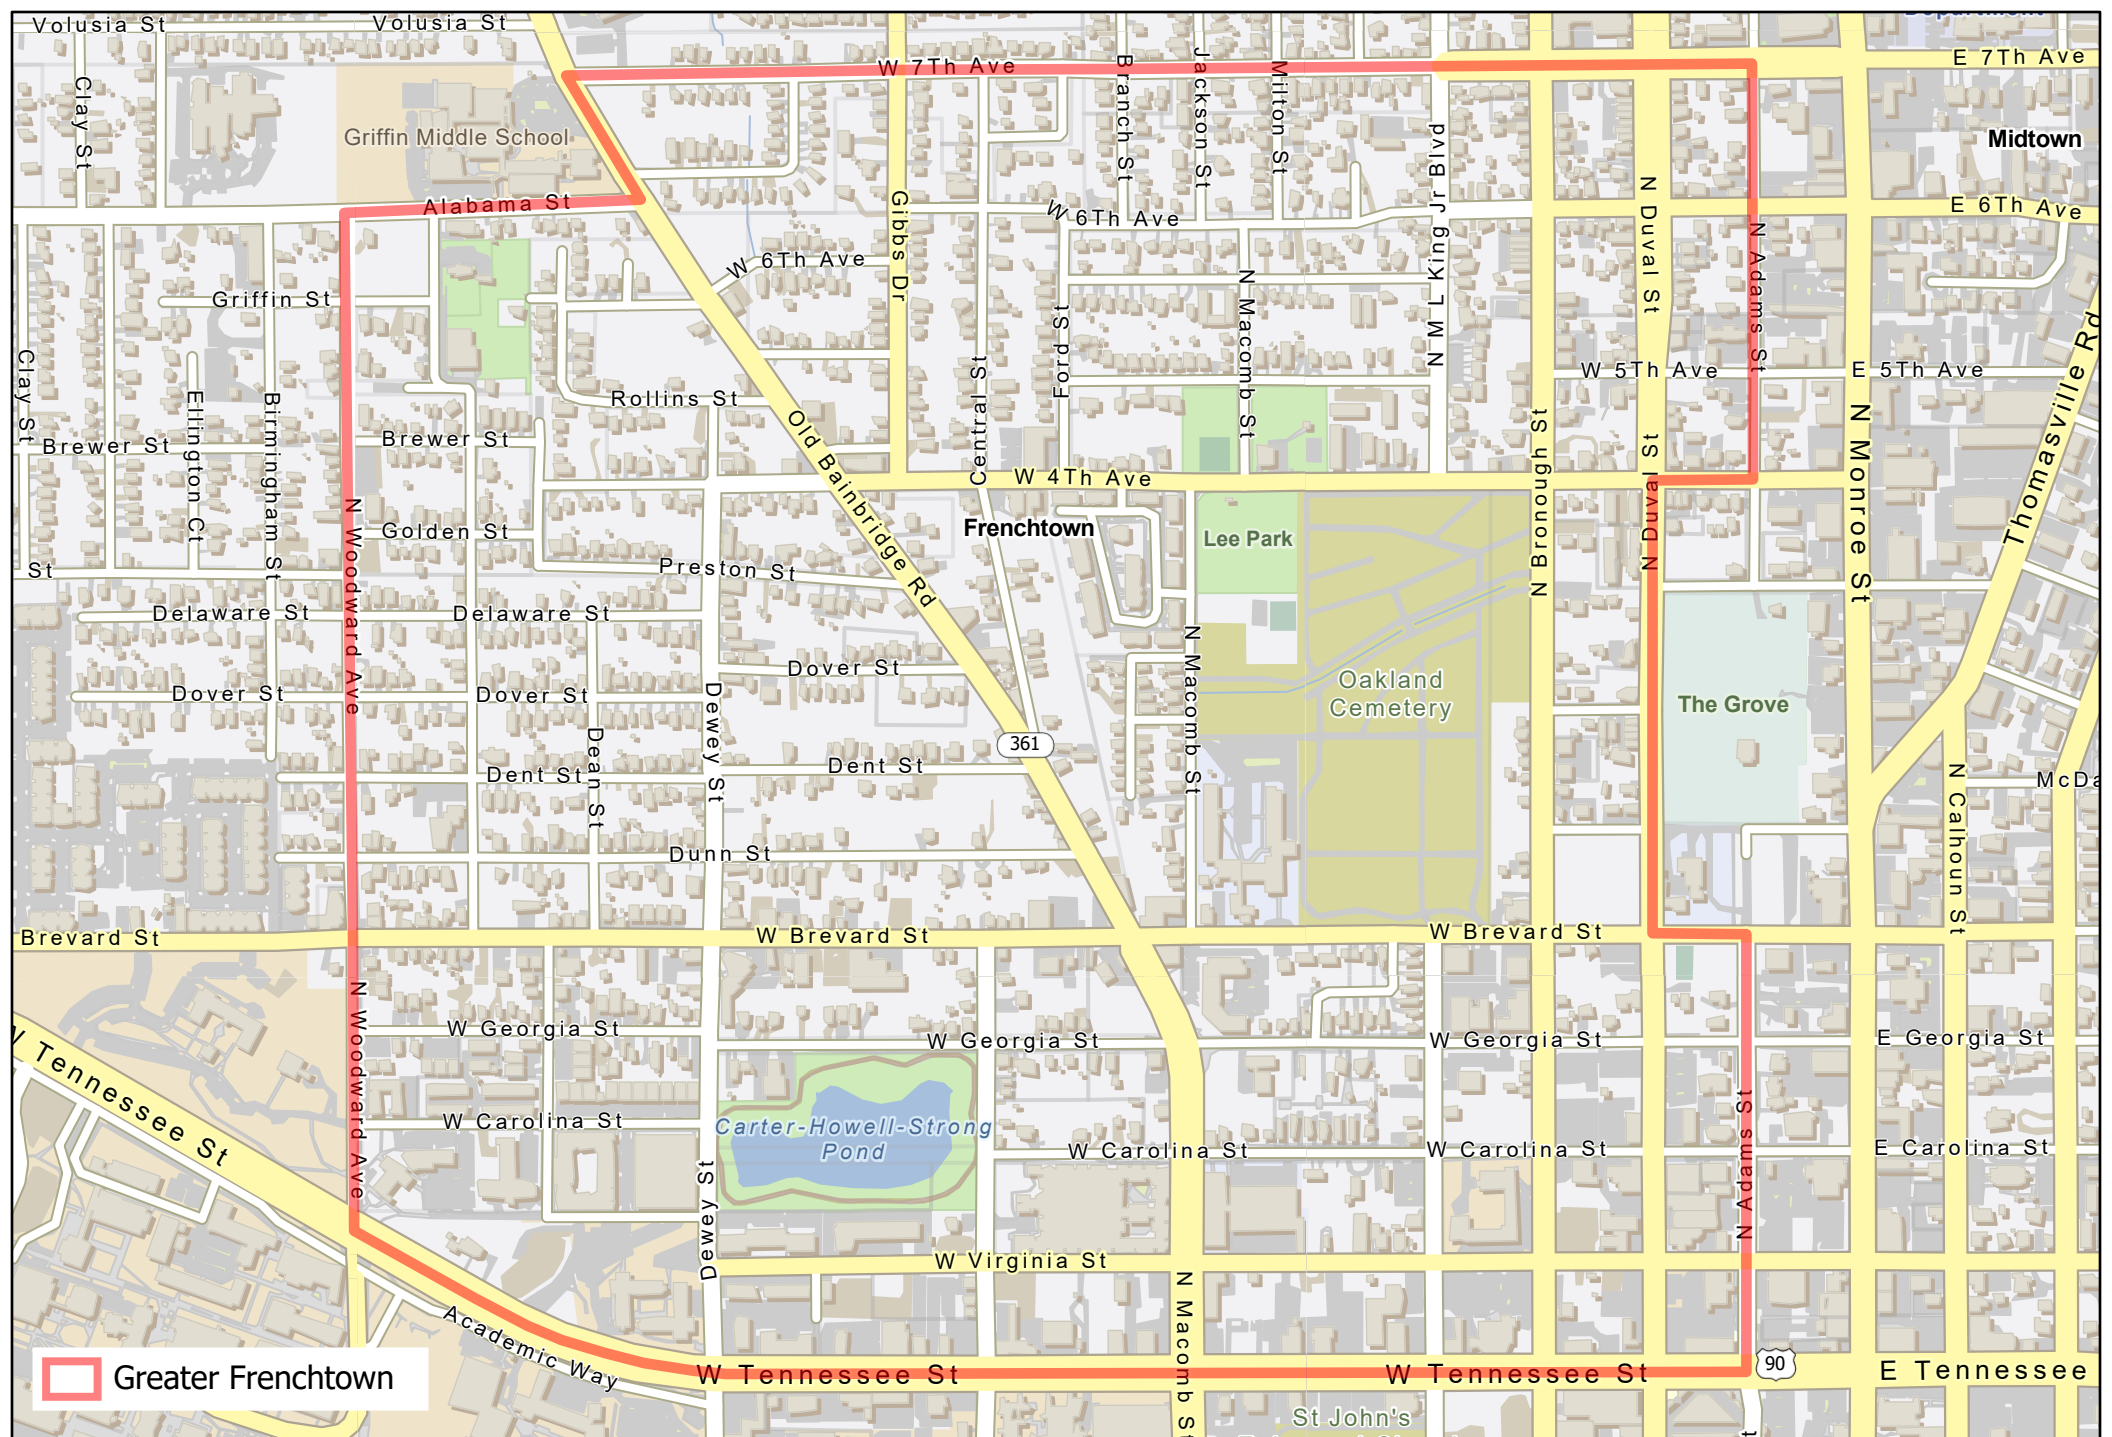 Volusia St
Volusia St
Department
W 7Th Ave
E 7Th Ave
Clay St
Griffin Middle School
Branch St
Jackson St
Milton St
N M L King Jr Blvd
Midtown
Alabama St
Gibbs Dr
W 6Th Ave
N Duval St
E 6Th Ave
N Adams St
W 6Th Ave
Griffin St
N Macomb St
Ford St
Central St
Thomasville Rd
Clay St
W 5Th Ave
E 5Th Ave
Ellington Ct
Birmingham St
Rollins St
Old Bainbridge Rd
Brewer St
Brewer St
N Bronough St
N Duval St
N Monroe St
W 4Th Ave
N Woodward Ave
Golden St
Frenchtown
Lee Park
St
Preston St
Delaware St
Delaware St
N Macomb St
Dover St
Dover St
Dover St
Oakland
Cemetery
The Grove
Dewey St
Dean St
361
Dent St
Dent St
N Calhoun St
McDa
Dunn St
Brevard St
W Brevard St
W Brevard St
N Woodward Ave
W Georgia St
W Georgia St
W Georgia St
E Georgia St
W Tennessee St
W Carolina St
Carter-Howell-Strong
Pond
W Carolina St
W Carolina St
E Carolina St
N Adams St
Dewey St
W Virginia St
N Macomb St
Academic Way
W Tennessee St
W Tennessee St
90
E Tennessee
Greater Frenchtown
St John's